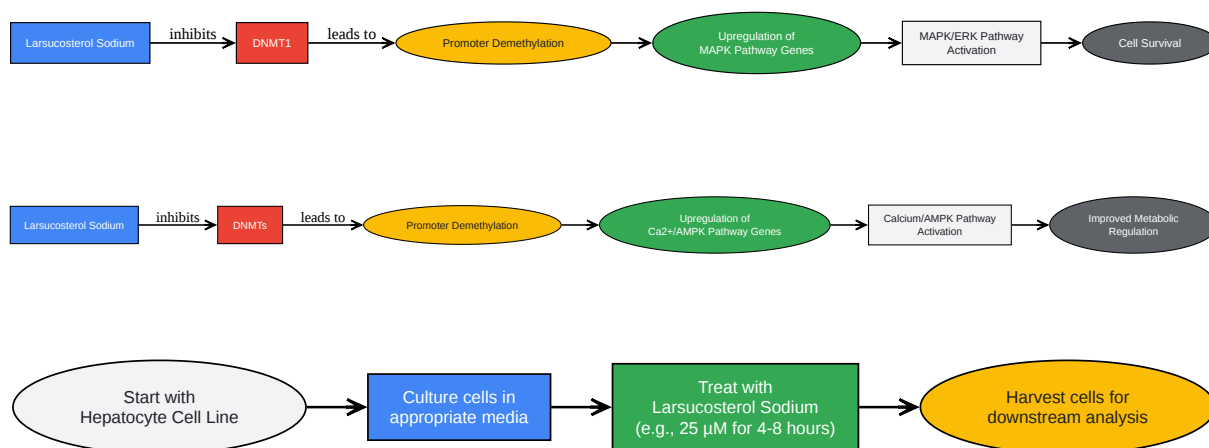 Larsucosterol Sodium
inhibits
DNMT1
leads to
Promoter Demethylation
Upregulation of
MAPK Pathway Genes
MAPK/ERK Pathway
Activation
Cell Survival
Larsucosterol Sodium
inhibits
DNMTs
leads to
Promoter Demethylation
Upregulation of
Ca2+/AMPK Pathway Genes
Calcium/AMPK Pathway
Activation
Improved Metabolic
Regulation
Start with
Hepatocyte Cell Line
Culture cells in
appropriate media
Treat with
Larsucosterol Sodium
(e.g., 25 µM for 4-8 hours)
Harvest cells for
downstream analysis